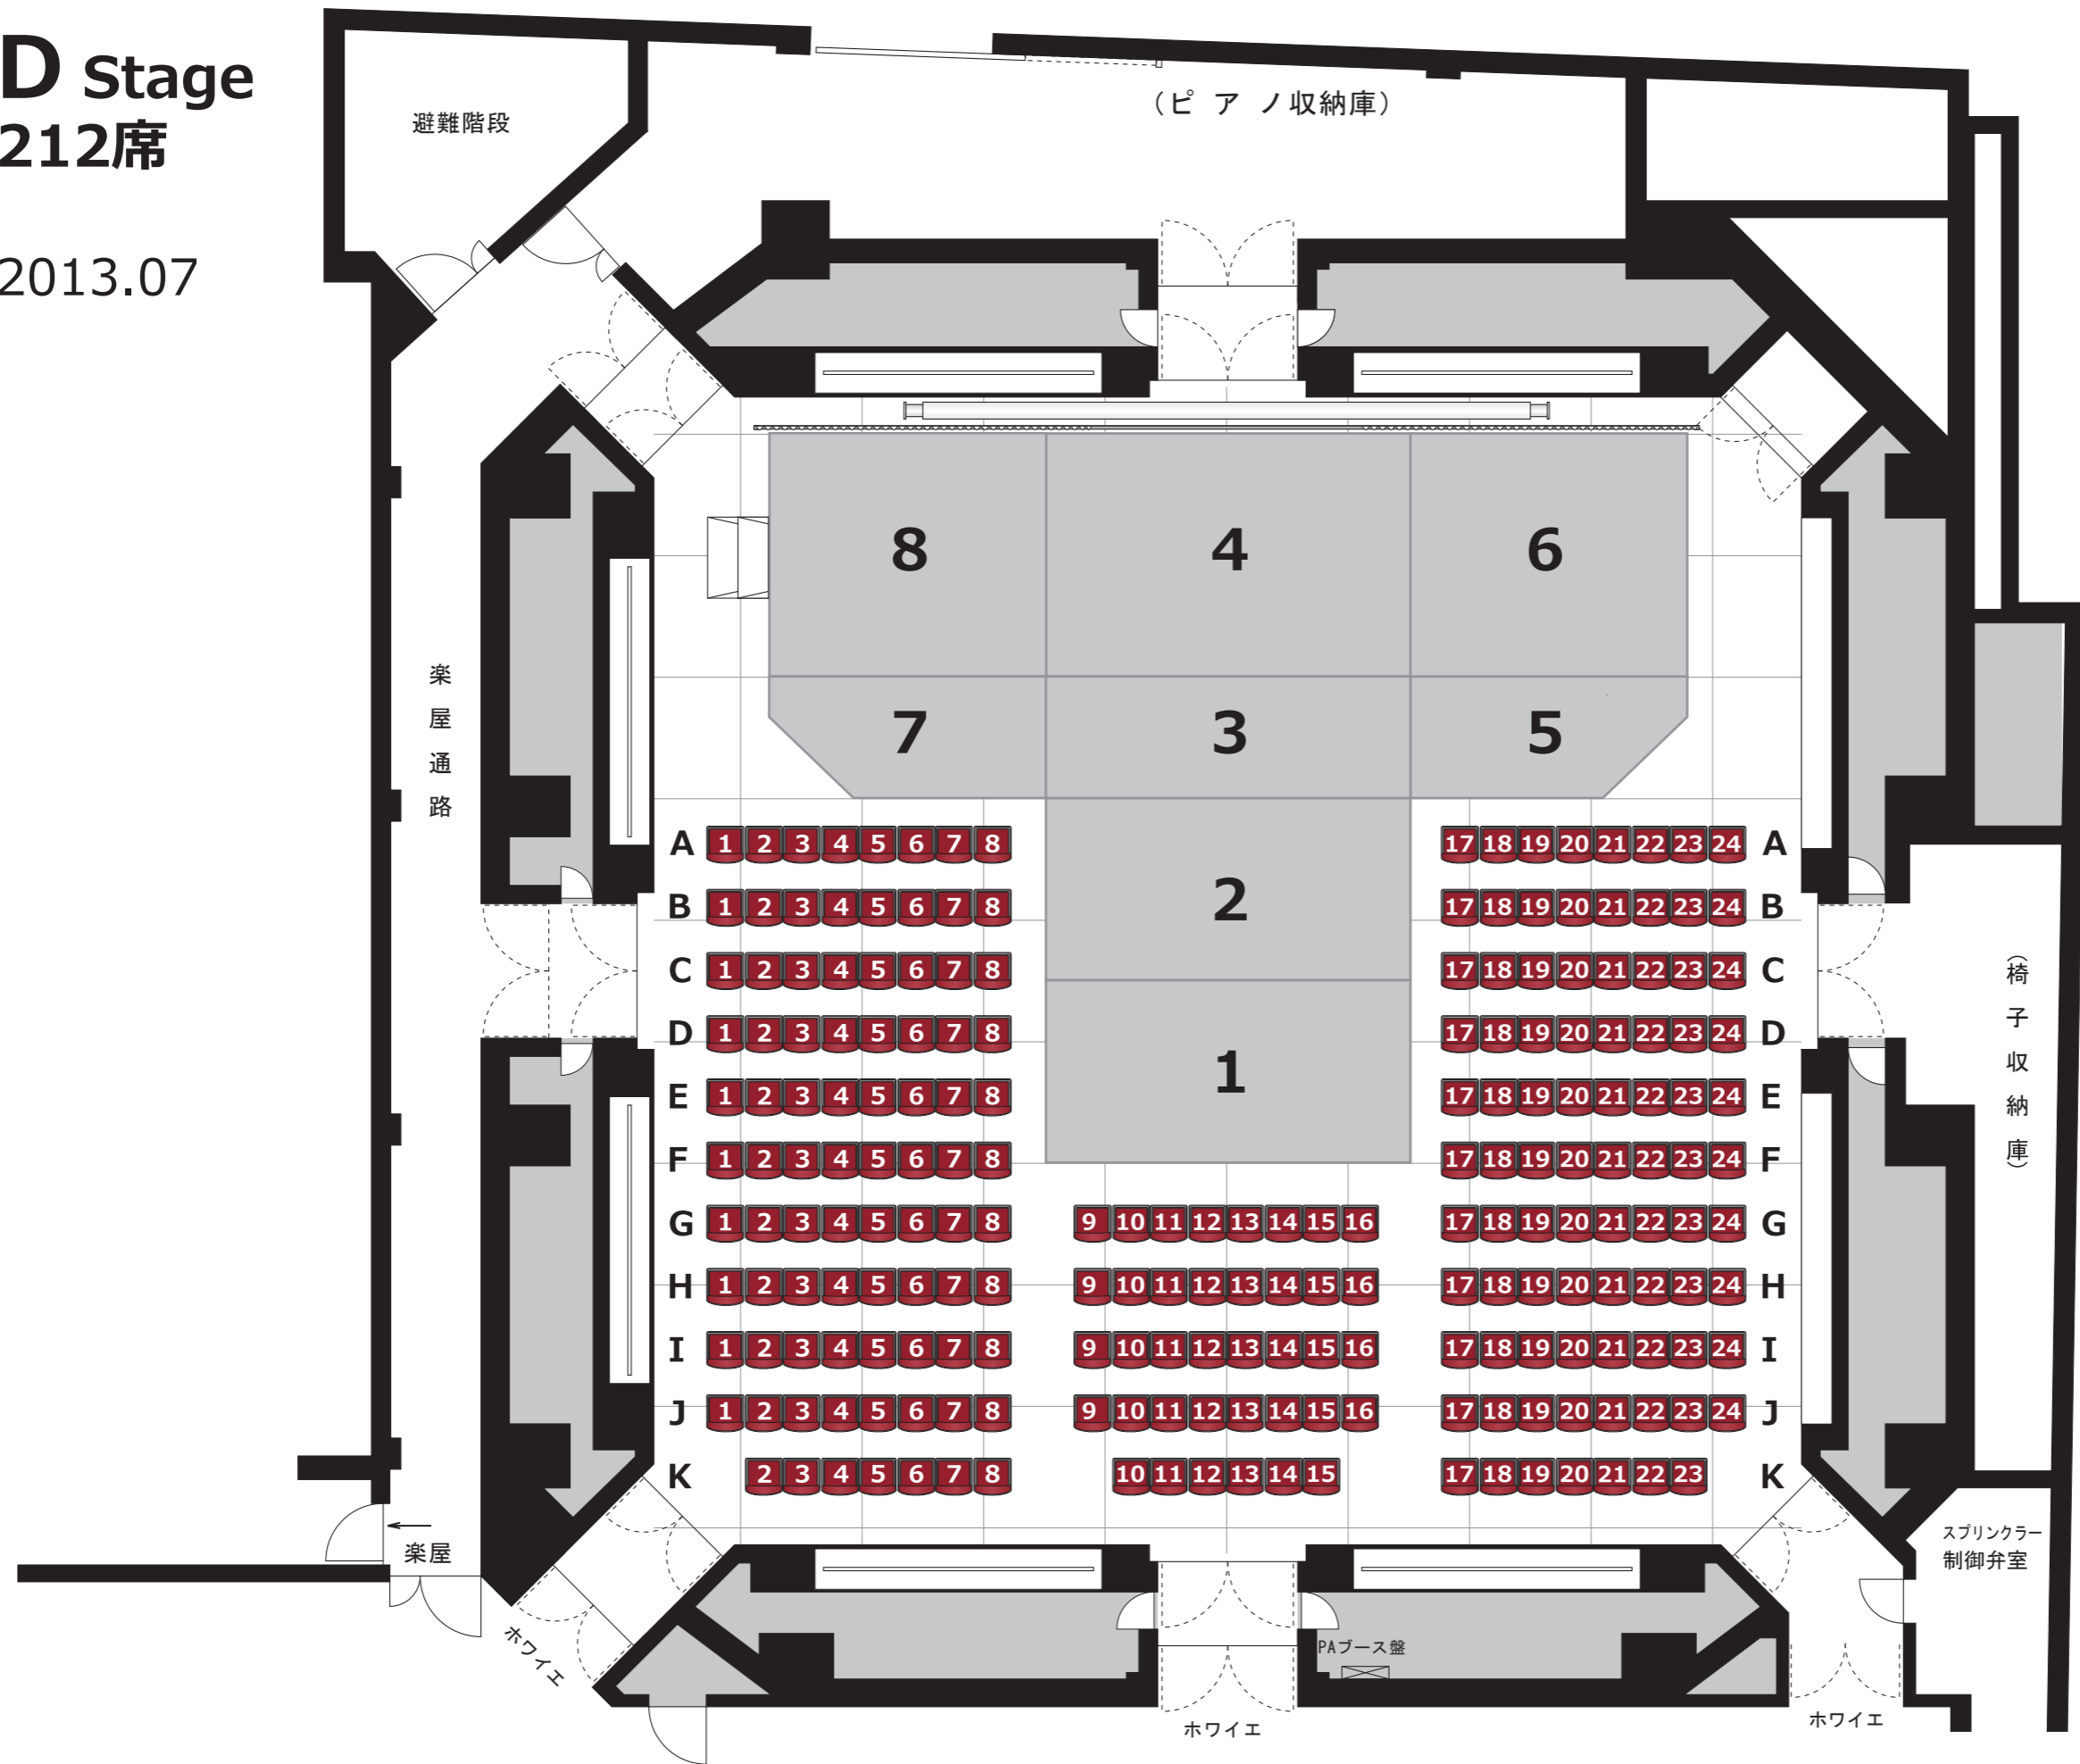 D Stage
212席
2013.07
避難階段
（ピアノ収納庫）
8 4 6
7 3 5
2
1
楽屋通路
（椅子収納庫）
A 1 2 3 4 5 6 7 8 17 18 19 20 21 22 23 24 A
B 1 2 3 4 5 6 7 8 17 18 19 20 21 22 23 24 B
C 1 2 3 4 5 6 7 8 17 18 19 20 21 22 23 24 C
D 1 2 3 4 5 6 7 8 17 18 19 20 21 22 23 24 D
E 1 2 3 4 5 6 7 8 17 18 19 20 21 22 23 24 E
F 1 2 3 4 5 6 7 8 17 18 19 20 21 22 23 24 F
G 1 2 3 4 5 6 7 8 9 10 11 12 13 14 15 16 17 18 19 20 21 22 23 24 G
H 1 2 3 4 5 6 7 8 9 10 11 12 13 14 15 16 17 18 19 20 21 22 23 24 H
I 1 2 3 4 5 6 7 8 9 10 11 12 13 14 15 16 17 18 19 20 21 22 23 24 I
J 1 2 3 4 5 6 7 8 9 10 11 12 13 14 15 16 17 18 19 20 21 22 23 24 J
K 2 3 4 5 6 7 8 10 11 12 13 14 15 17 18 19 20 21 22 23 K
楽屋
スプリンクラー
制御弁室
ホワイエ
PAブース盤
ホワイエ
ホワイエ